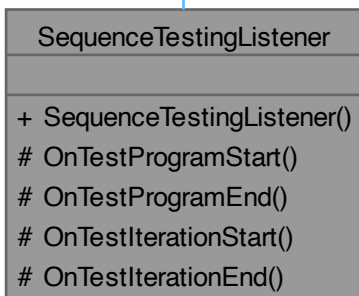 SequenceTestingListener
+ SequenceTestingListener()
# OnTestProgramStart()
# OnTestProgramEnd()
# OnTestIterationStart()
# OnTestIterationEnd()